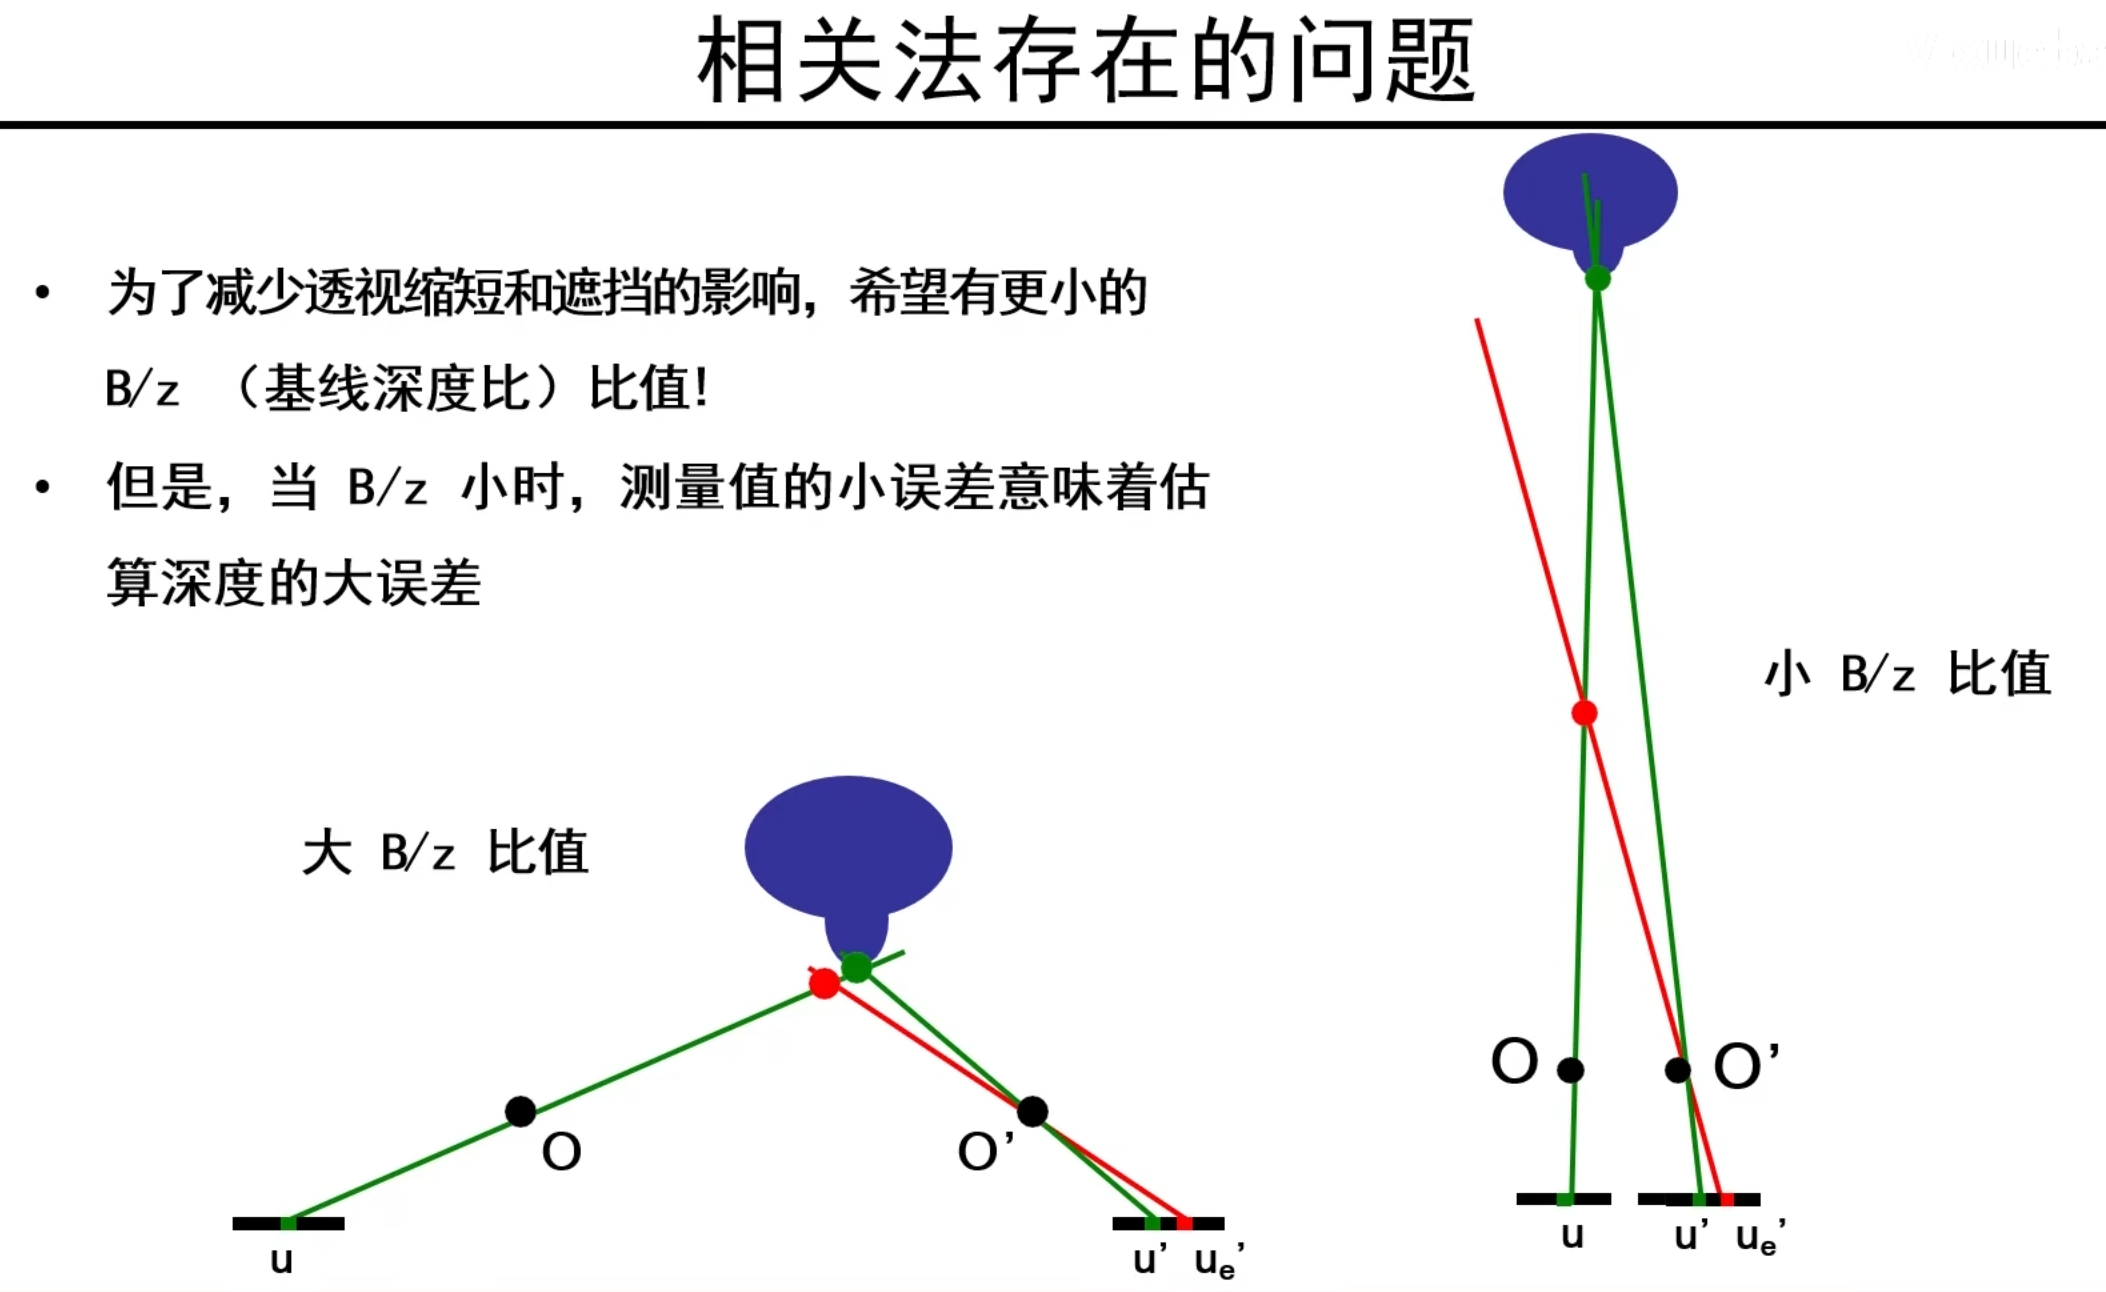 相关法存在的问题
• 为了减少透视缩短和遮挡的影响，希望有更小的
B/z （基线深度比）比值！
• 但是，当 B/z 小时，测量值的小误差意味着估
算深度的大误差
小 B/z 比值
大 B/z 比值
O O’
O O’
u u’ ue’
u u’ ue’